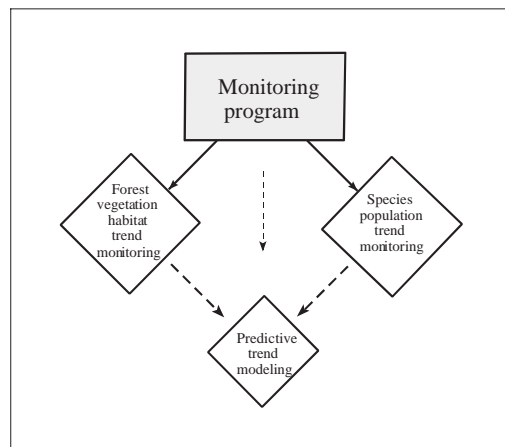 Monitoring
program
Forest
vegetation
habitat
trend
monitoring
Species
population
trend
monitoring
Predictive
trend
modeling